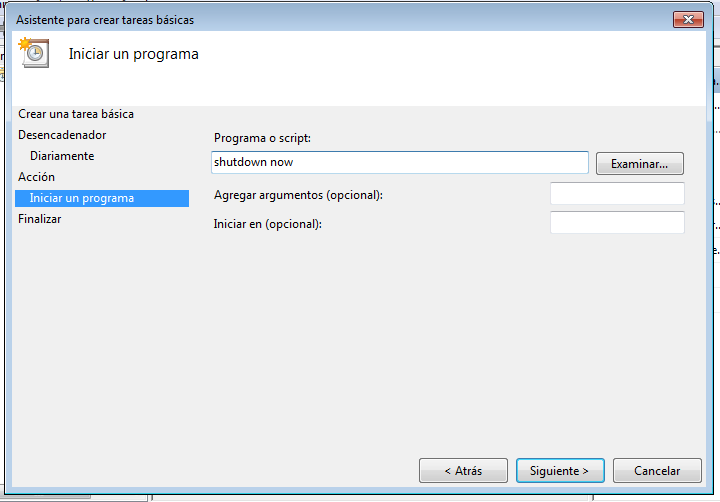 Asistente para crear tareas básicas
Iniciar un programa
Crear una tarea básica
Desencadenador
Diariamente
Acción
Iniciar un programa
Finalizar
Programa o script:
shutdown now
Examinar...
Agregar argumentos (opcional):
Iniciar en (opcional):
< Atrás
Siguiente >
Cancelar